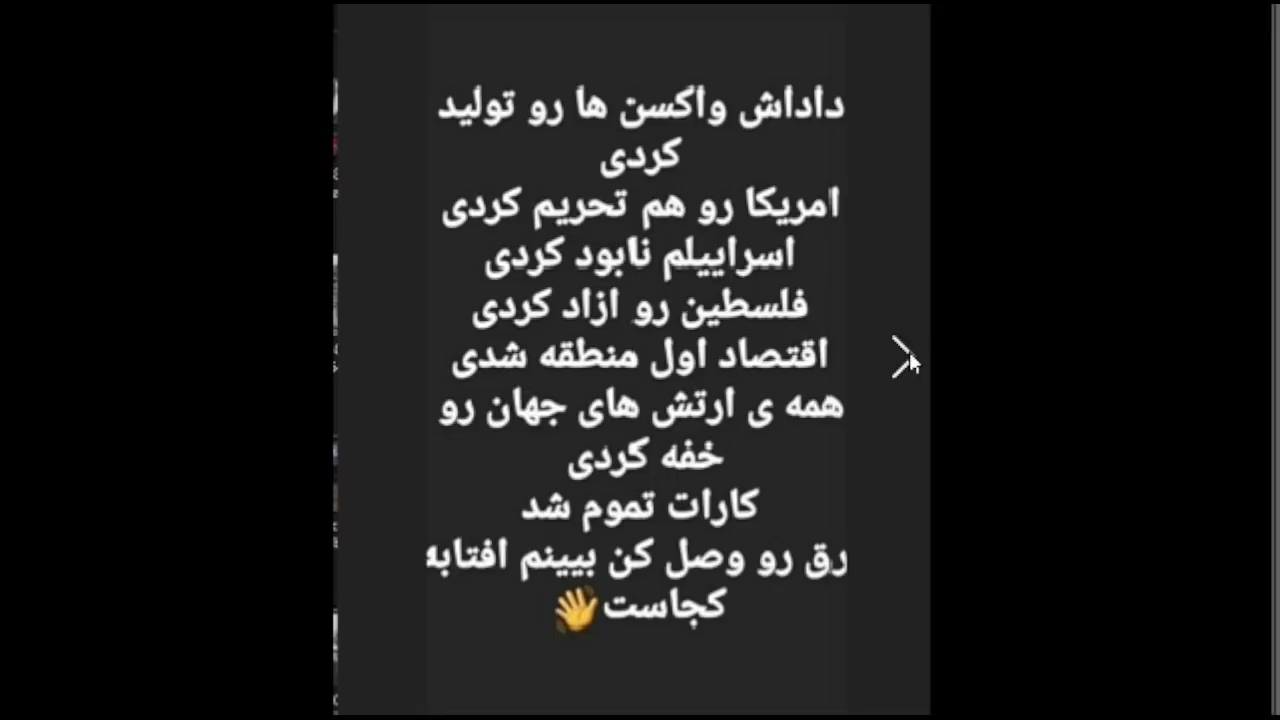 داداش واکسن ها رو تولید
کردی
امریکا رو هم تحریم کردی
اسراییلم نابود کردی
فلسطین رو ازاد کردی
اقتصاد اول منطقه شدی
همه ی ارتش های جهان رو
خفه کردی
کارات تموم شد
رق رو وصل کن بیینم افتابه
کجاست👋